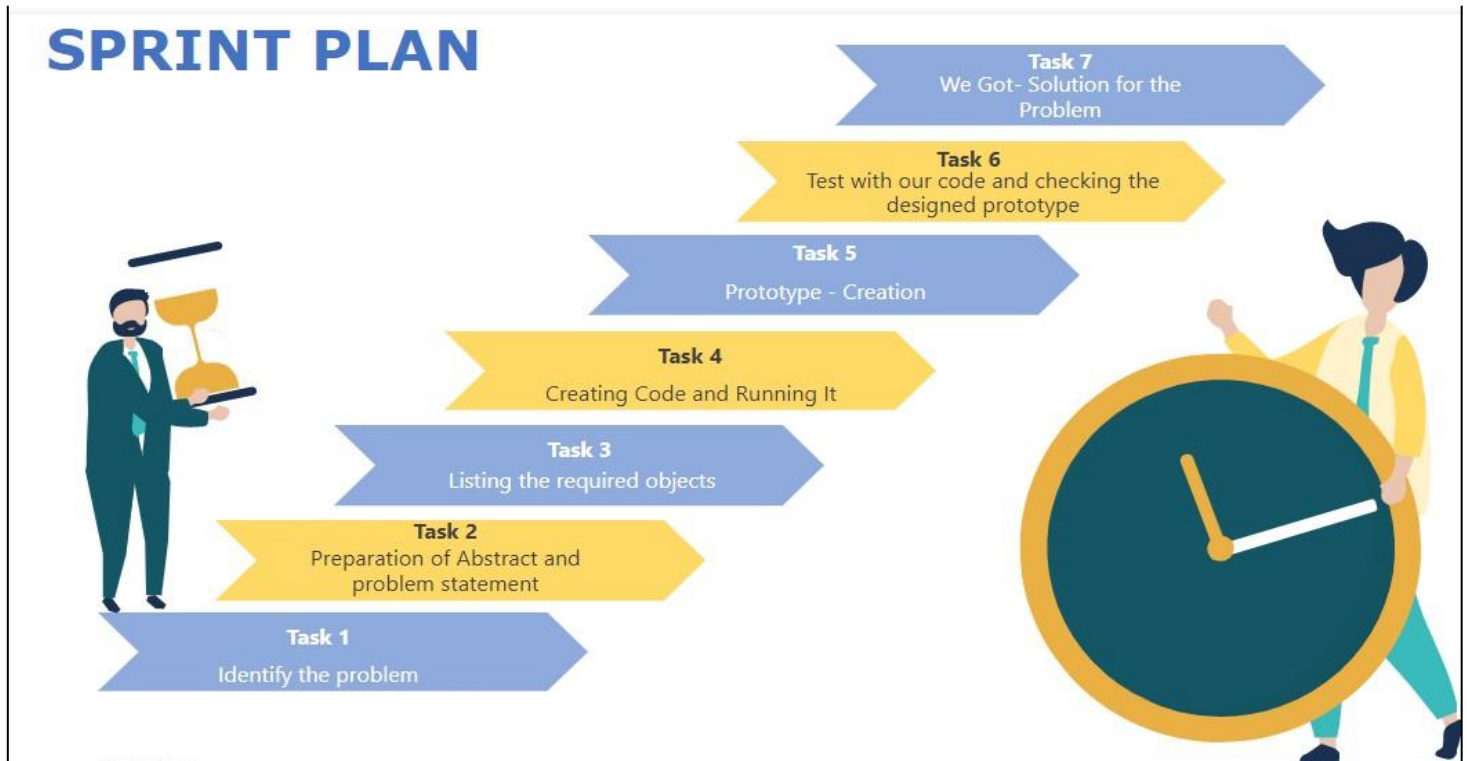 SPRINT PLAN
Task 7
We Got- Solution for the
Problem
Task 6
Test with our code and checking the
designed prototype
Task 5
Prototype - Creation
Task 4
Creating Code and Running It
Task 3
Listing the required objects
Task 2
Preparation of Abstract and
problem statement
Task 1
Identify the problem